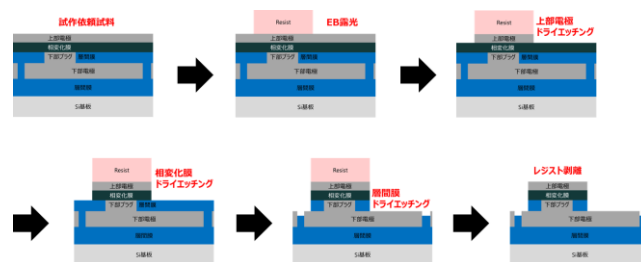 試作依頼試料
上部電極
相変化膜
下部プラグ 層間膜
下部電極
層間膜
Si基板
EB露光
Resist
上部電極
相変化膜
下部プラグ 層間膜
下部電極
層間膜
Si基板
上部電極
ドライエッチング
Resist
上部電極
相変化膜
下部プラグ 層間膜
下部電極
層間膜
Si基板
相変化膜
ドライエッチング
Resist
上部電極
相変化膜
下部プラグ 層間膜
下部電極
層間膜
Si基板
層間膜
ドライエッチング
Resist
上部電極
相変化膜
下部プラグ
下部電極
層間膜
Si基板
レジスト剥離
上部電極
相変化膜
下部プラグ
下部電極
層間膜
Si基板